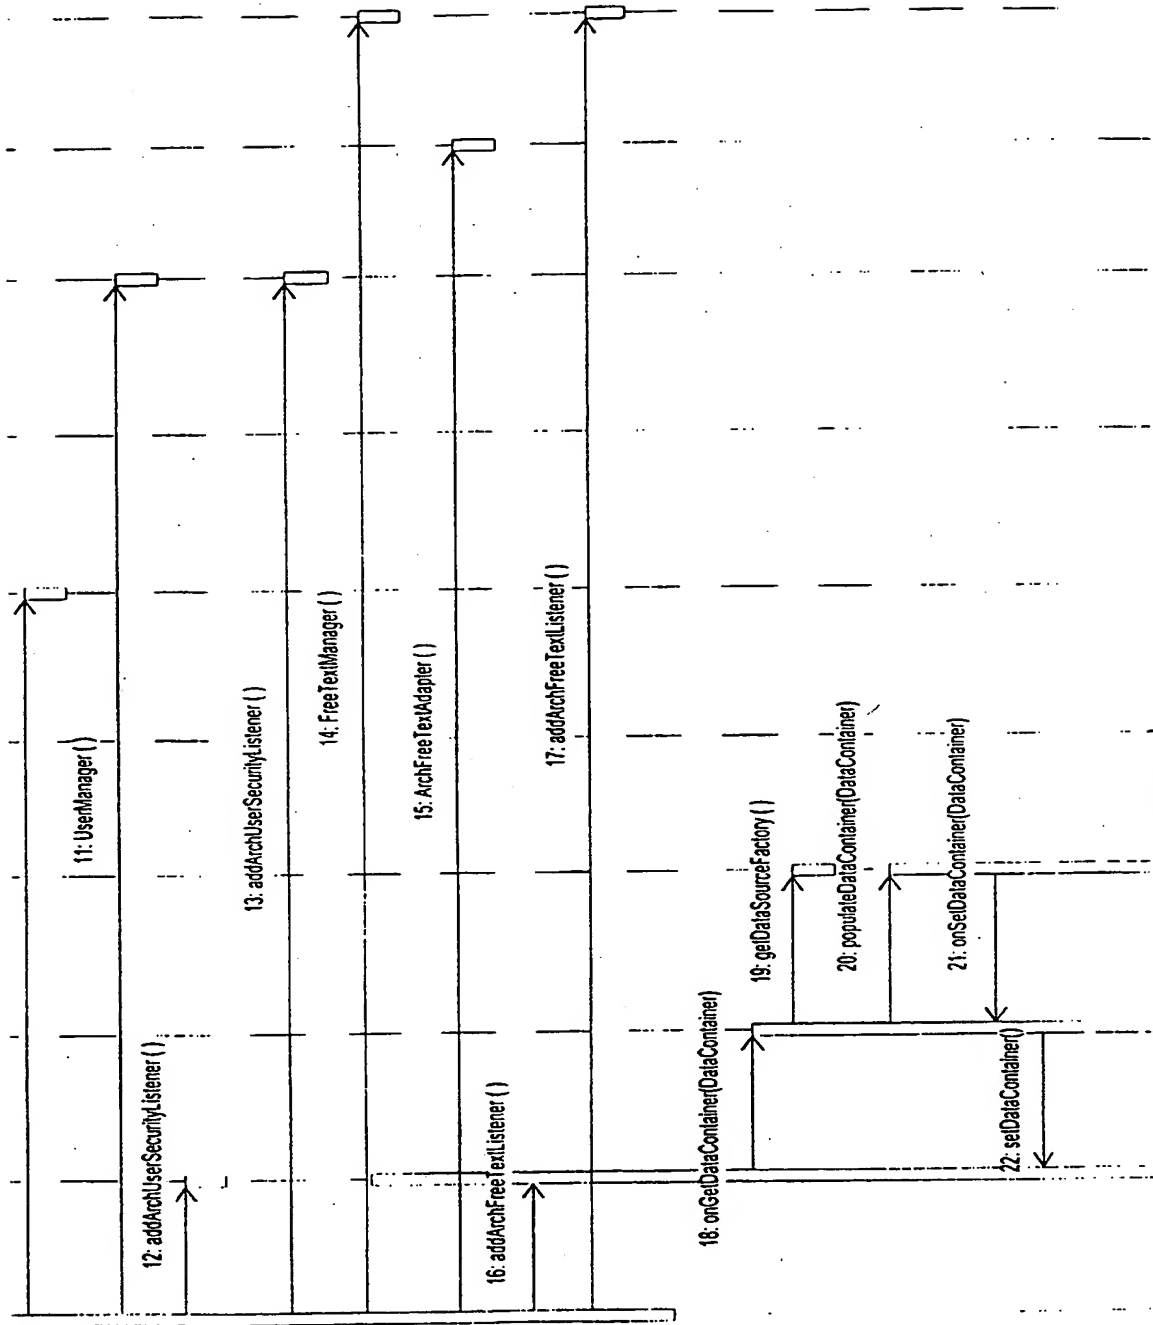 11: UserManager ( )
12: addArchUserSecurityListener ( )
13: addArchUserSecurityListener ( )
14: FreeTextManager ( )
15: ArchFreeTextAdapter ( )
16: addArchFreeTextListener ( )
17: addArchFreeTextListener ( )
18: onGetDataContainer(DataContainer)
19: getDataSourceFactory ( )
20: populateDataContainer(DataContainer)
21: onSetDataContainer(DataContainer)
22: setDataContainer()